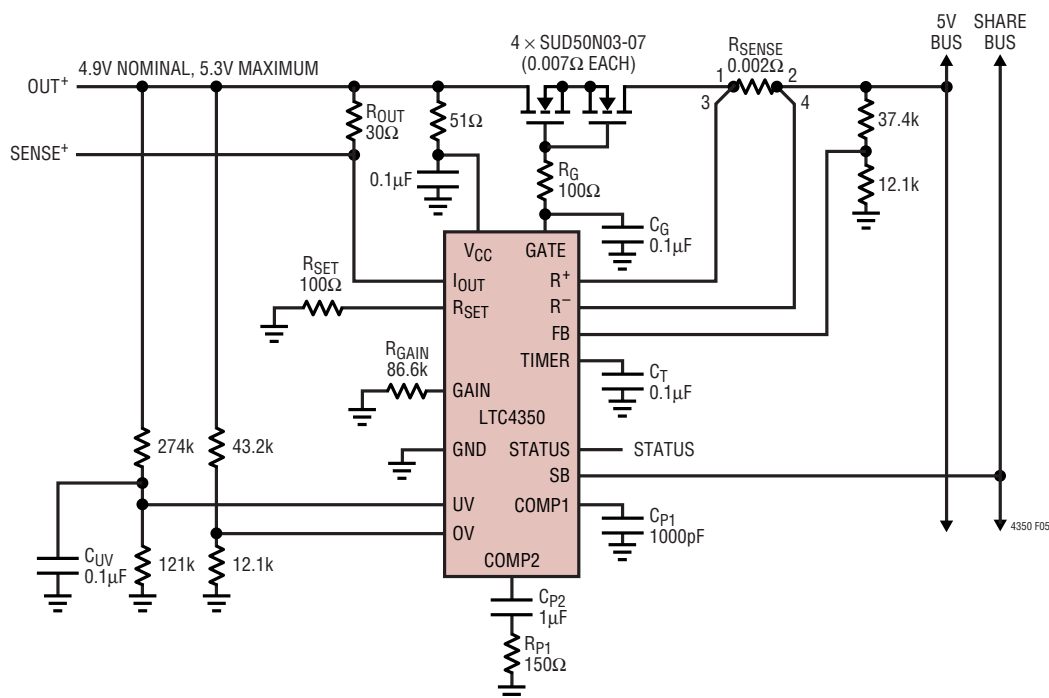 5V BUS
SHARE BUS
4 × SUD50N03-07
(0.007Ω EACH)
RSENSE
0.002Ω
4.9V NOMINAL, 5.3V MAXIMUM
OUT+
1
2
3
4
ROUT
30Ω
51Ω
37.4k
SENSE+
0.1µF
RG
100Ω
12.1k
CG
0.1µF
VCC
GATE
RSET
100Ω
IOUT
R+
RSET
R−
FB
RGAIN
86.6k
TIMER
CT
0.1µF
GAIN
LTC4350
274k
43.2k
GND
STATUS
STATUS
SB
UV
COMP1
OV
CP1
1000pF
4350 F05
CUV
0.1µF
121k
12.1k
COMP2
CP2
1µF
RP1
150Ω